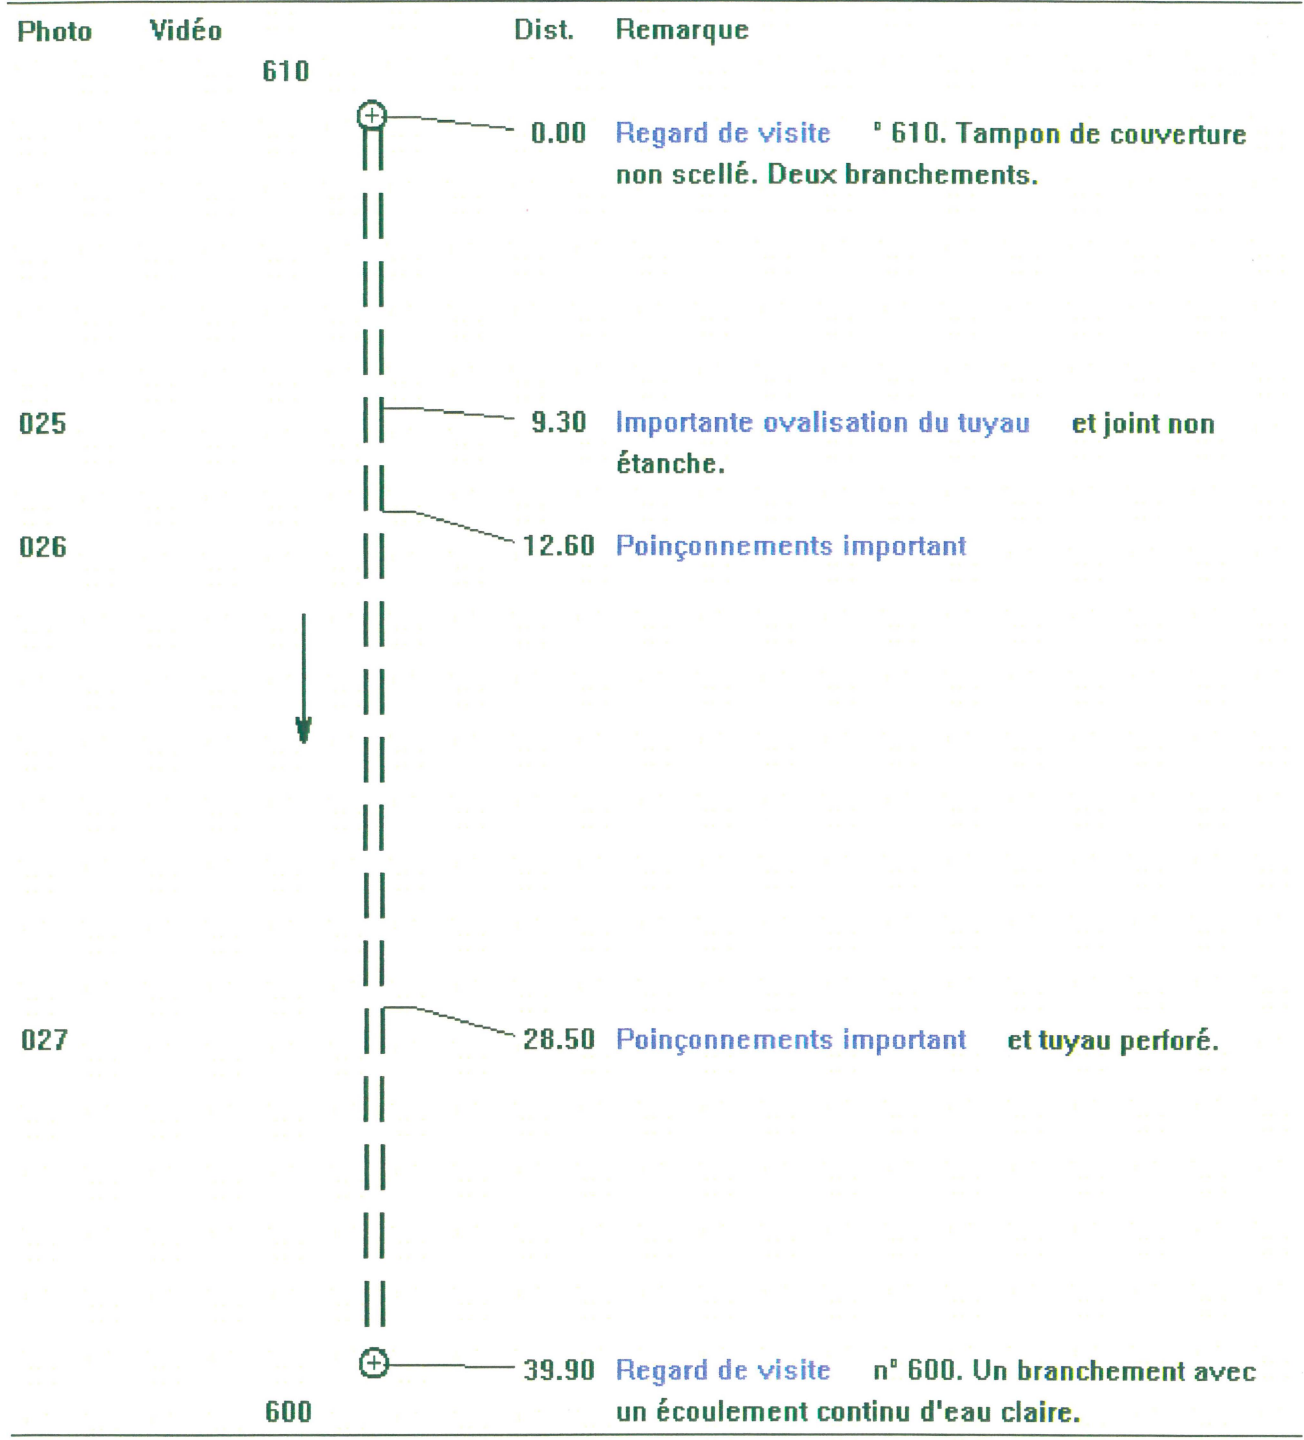 Photo Vidéo Dist. Remarque
610
0.00 Regard de visite ° 610. Tampon de couverture
non scellé. Deux branchements.
025 9.30 Importante ovalisation du tuyau et joint non
étanche.
026 12.60 Poinçonnements important
027 28.50 Poinçonnements important et tuyau perforé.
39.90 Regard de visite n° 600. Un branchement avec
600 un écoulement continu d'eau claire.